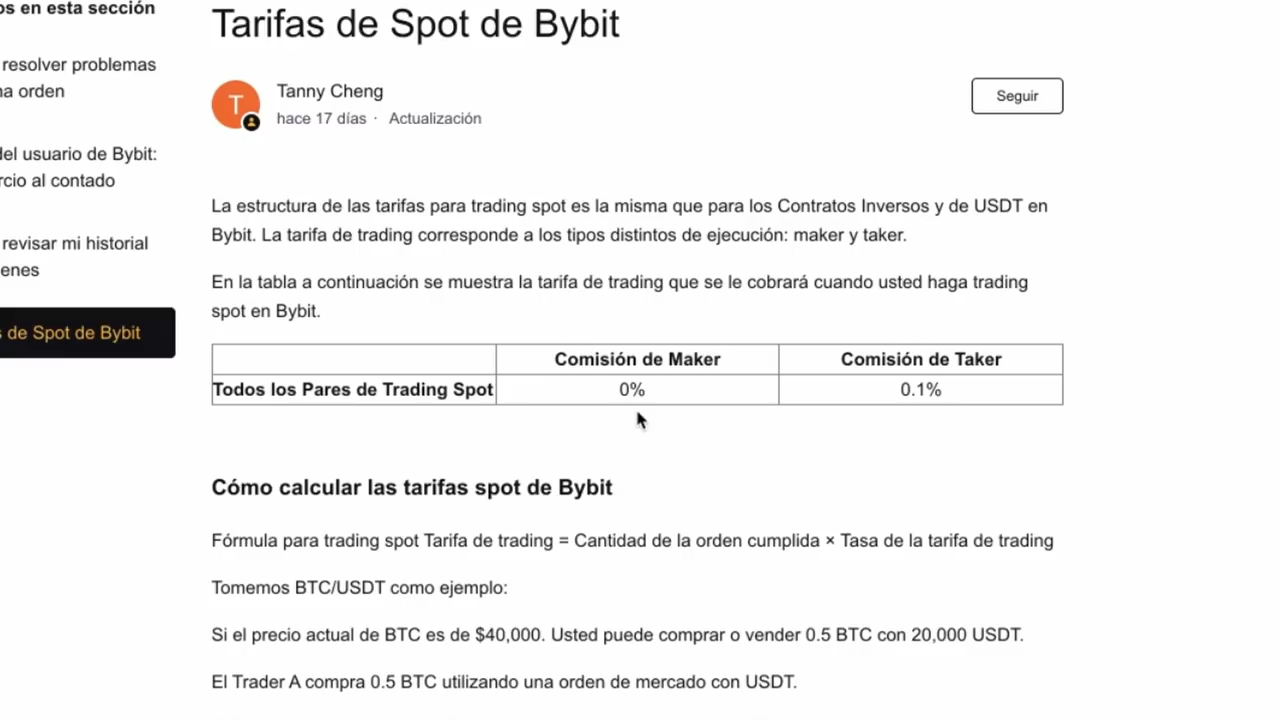 os en esta sección
resolver problemas
na orden
del usuario de Bybit:
rcio al contado
revisar mi historial
enes
s de Spot de Bybit
Tarifas de Spot de Bybit
T
Tanny Cheng
hace 17 días · Actualización
Seguir
La estructura de las tarifas para trading spot es la misma que para los Contratos Inversos y de USDT en
Bybit. La tarifa de trading corresponde a los tipos distintos de ejecución: maker y taker.
En la tabla a continuación se muestra la tarifa de trading que se le cobrará cuando usted haga trading
spot en Bybit.
Comisión de Maker Comisión de Taker
Todos los Pares de Trading Spot 0% 0.1%
Cómo calcular las tarifas spot de Bybit
Fórmula para trading spot Tarifa de trading = Cantidad de la orden cumplida × Tasa de la tarifa de trading
Tomemos BTC/USDT como ejemplo:
Si el precio actual de BTC es de $40,000. Usted puede comprar o vender 0.5 BTC con 20,000 USDT.
El Trader A compra 0.5 BTC utilizando una orden de mercado con USDT.